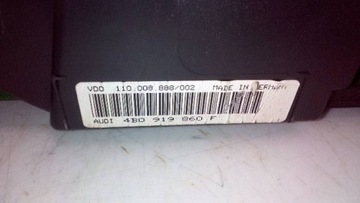 VDO 110.008.888/002 MADE IN GERMANY
AUDI 4B0 919 860 F